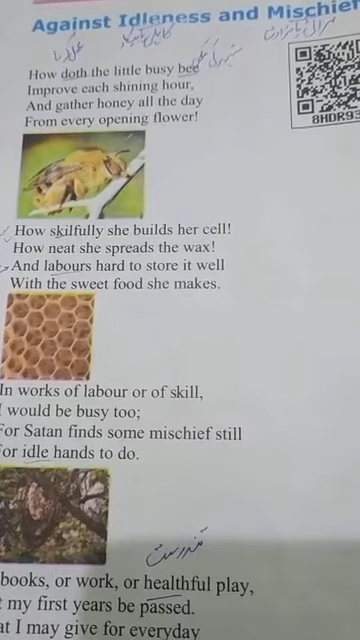 Against Idleness and Mischief
How doth the little busy bee
Improve each shining hour,
And gather honey all the day
From every opening flower!
8HDR93
How skilfully she builds her cell!
How neat she spreads the wax!
And labours hard to store it well
With the sweet food she makes.
In works of labour or of skill,
I would be busy too;
For Satan finds some mischief still
For idle hands to do.
تندرست
books, or work, or healthful play,
my first years be passed.
at I may give for everyday